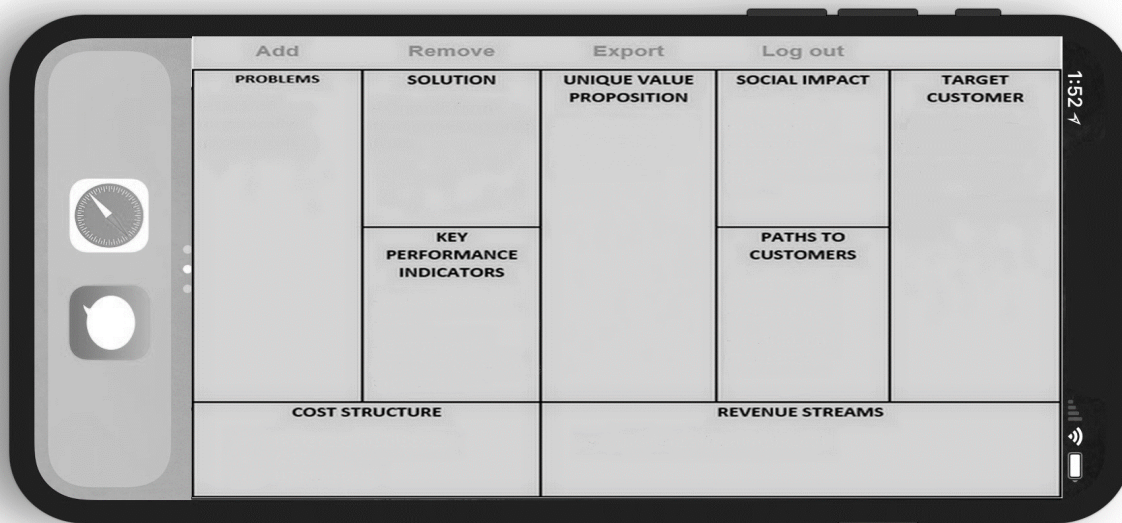 Add Remove Export Log out
PROBLEMS
SOLUTION
UNIQUE VALUE
PROPOSITION
SOCIAL IMPACT
TARGET
CUSTOMER
KEY
PERFORMANCE
INDICATORS
PATHS TO
CUSTOMERS
COST STRUCTURE
REVENUE STREAMS
1:52